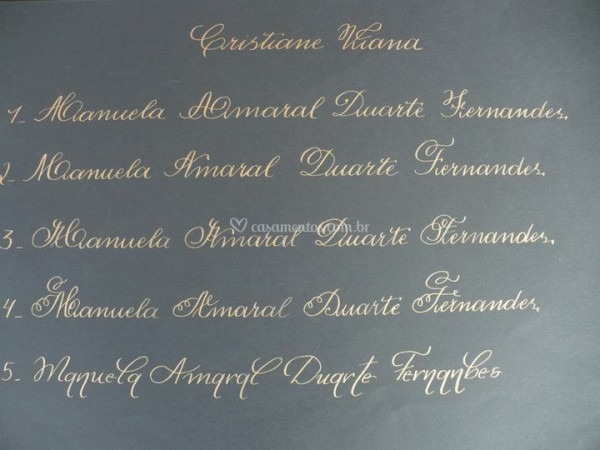 Cristiane Viana
1- Manuela Amaral Duarte Fernandes.
2- Manuela Amaral Duarte Fernandes.
casamentos.com.br
3- Manuela Amaral Duarte Fernandes.
4- Manuela Amaral Duarte Fernandes.
5- Manuela Amaral Duarte Fernandes